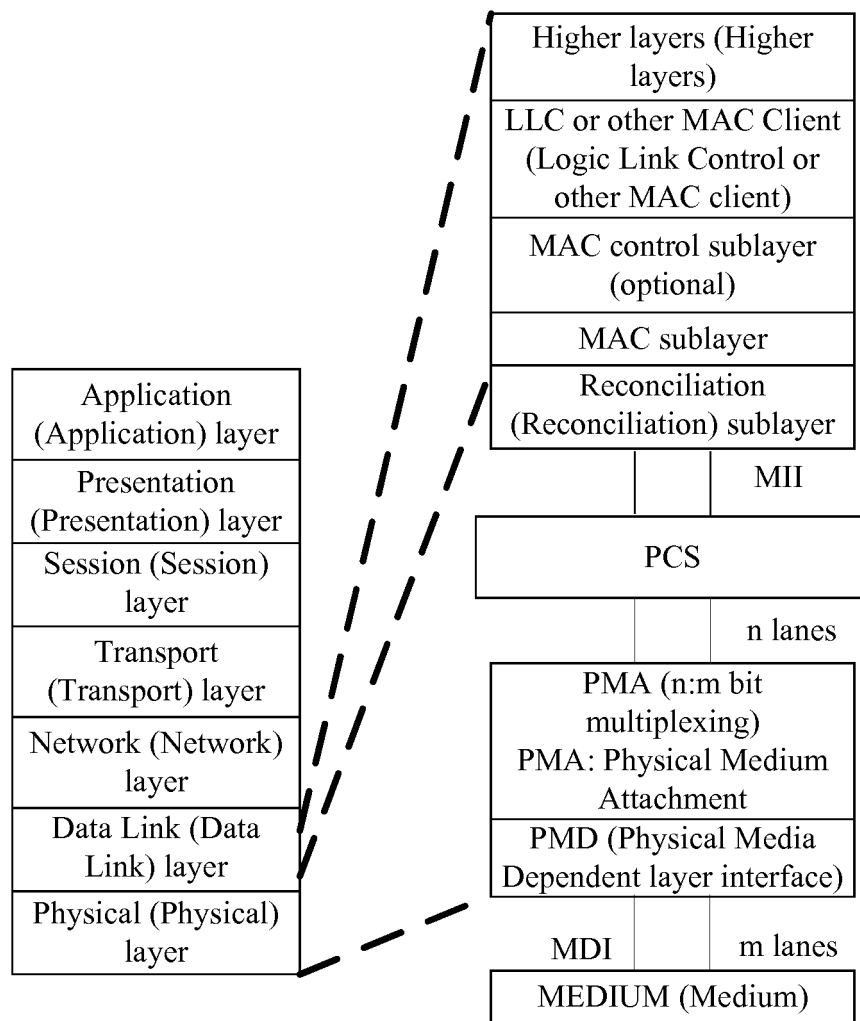 Higher layers (Higher
layers)
LLC or other MAC Client
(Logic Link Control or
other MAC client)
MAC control sublayer
(optional)
MAC sublayer
Reconciliation
(Reconciliation) sublayer
MII
PCS
n lanes
PMA (n:m bit
multiplexing)
PMA: Physical Medium
Attachment
PMD (Physical Media
Dependent layer interface)
MDI
m lanes
MEDIUM (Medium)
Application
(Application) layer
Presentation
(Presentation) layer
Session (Session)
layer
Transport
(Transport) layer
Network (Network)
layer
Data Link (Data
Link) layer
Physical (Physical)
layer